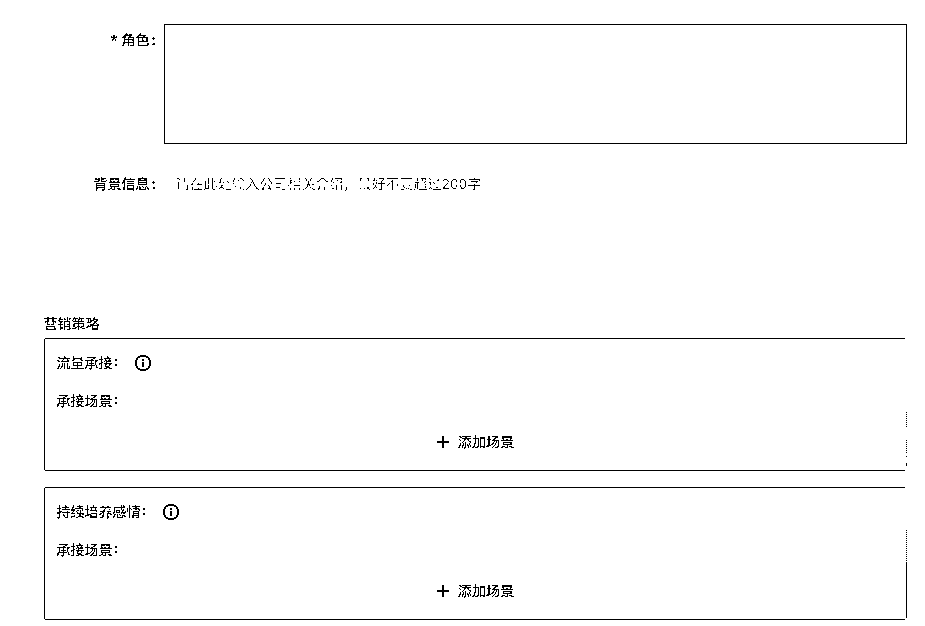 * 角色：
背景信息： 请在此处输入公司相关介绍，最好不要超过200字
营销策略
流量承接：
承接场景：
+ 添加场景
持续培养感情：
承接场景：
+ 添加场景